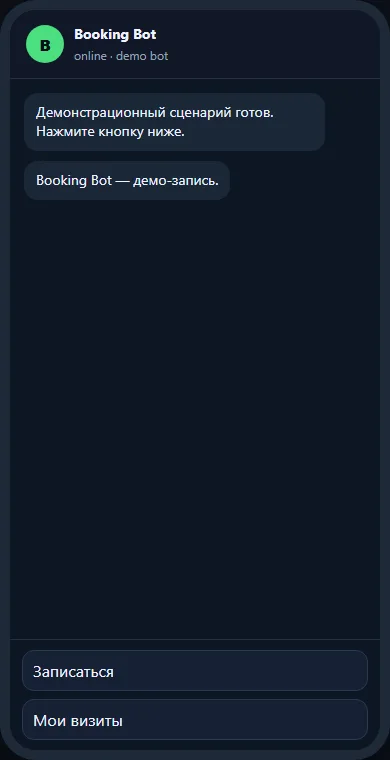 B
Booking Bot
online · demo bot
Демонстрационный сценарий готов.
Нажмите кнопку ниже.
Booking Bot — демо-запись.
Записаться
Мои визиты